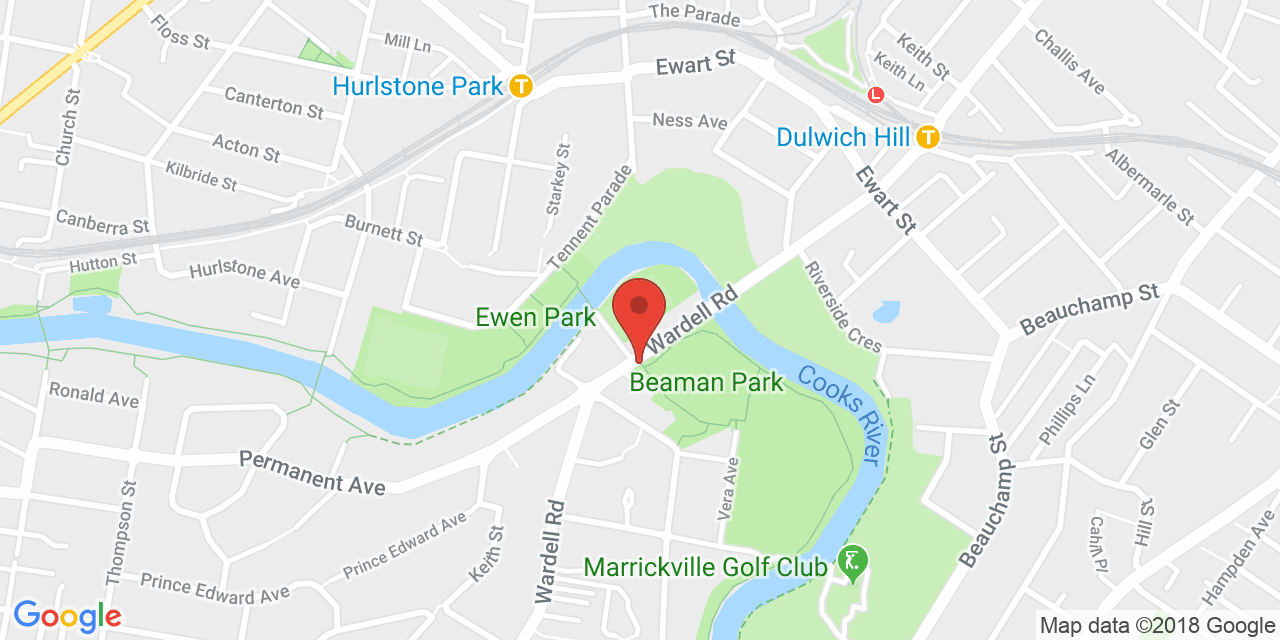 The Parade
Floss St
Mill Ln
Keith St
Challis Ave
Ewart St
Keith Ln
Hurlstone Park
T
L
Canterton St
Ness Ave
Church St
Dulwich Hill
T
Acton St
Kilbride St
Starkey St
Albermarle St
Ewart St
Tennent Parade
Canberra St
Burnett St
Hutton St
Hurlstone Ave
Riverside Cres
Beauchamp St
Ewen Park
Wardell Rd
Beaman Park
Cooks River
Ronald Ave
Phillips Ln
Glen St
Permanent Ave
Vera Ave
Beauchamp St
Thompson St
Wardell Rd
Prince Edward Ave
Keith St
Hill St
Cahil Pl
Hampden Ave
Marrickville Golf Club
Prince Edward Ave
Google
Map data ©2018 Google